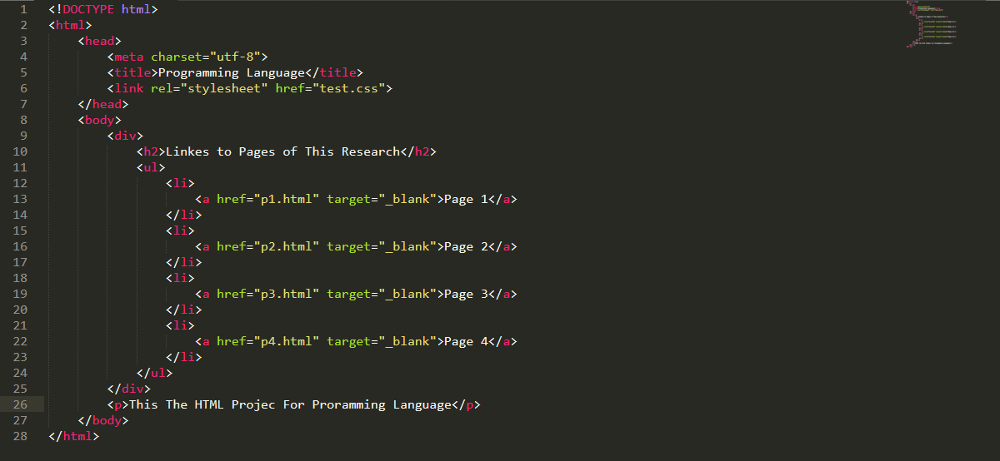 1 <!DOCTYPE html>
2 <html>
3     <head>
4         <meta charset="utf-8">
5         <title>Programming Language</title>
6         <link rel="stylesheet" href="test.css">
7     </head>
8     <body>
9         <div>
10             <h2>Linkes to Pages of This Research</h2>
11             <ul>
12                 <li>
13                     <a href="p1.html" target="_blank">Page 1</a>
14                 </li>
15                 <li>
16                     <a href="p2.html" target="_blank">Page 2</a>
17                 </li>
18                 <li>
19                     <a href="p3.html" target="_blank">Page 3</a>
20                 </li>
21                 <li>
22                     <a href="p4.html" target="_blank">Page 4</a>
23                 </li>
24             </ul>
25         </div>
26         <p>This The HTML Projec For Proramming Language</p>
27     </body>
28 </html>